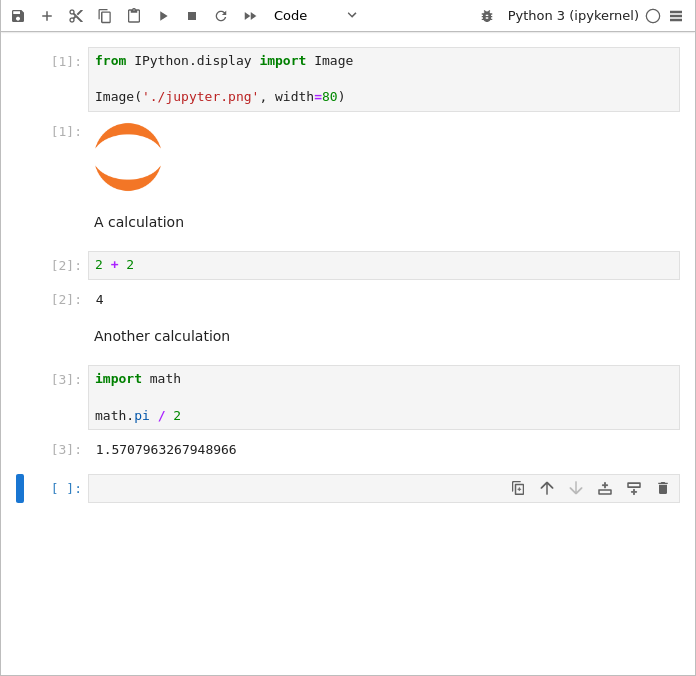 Code Python 3 (ipykernel)
[1]: from IPython.display import Image
Image('./jupyter.png', width=80)
[1]:
A calculation
[2]: 2 + 2
[2]: 4
Another calculation
[3]: import math
math.pi / 2
[3]: 1.5707963267948966
[ ]: